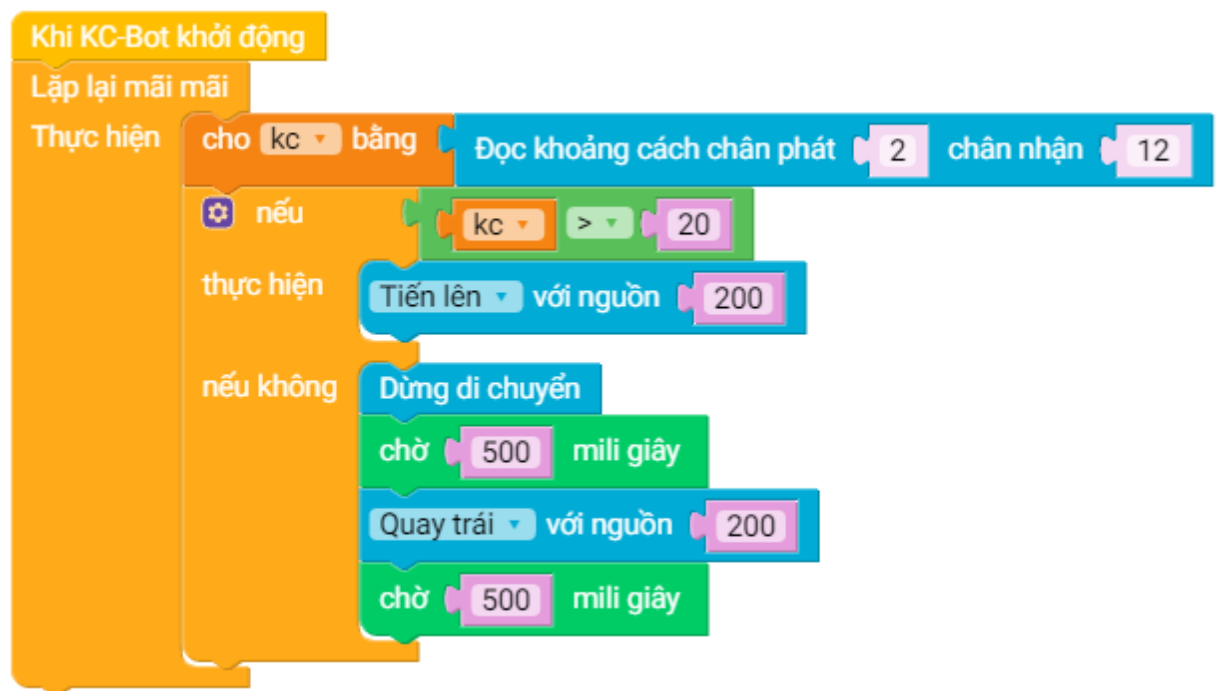 Khi KC-Bot khởi động
Lặp lại mãi mãi
Thực hiện cho kc bằng Đọc khoảng cách chân phát 2 chân nhận 12
nếu kc > 20
thực hiện Tiến lên với nguồn 200
nếu không Dừng di chuyển
chờ 500 mili giây
Quay trái với nguồn 200
chờ 500 mili giây